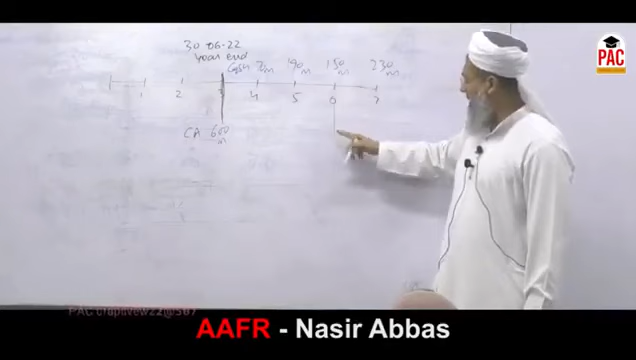 30-06-22
Year end
Cash 70m 190m 150m 230m
1 2 3 4 5 6 7
CA 600m
PAC
AAFR - Nasir Abbas